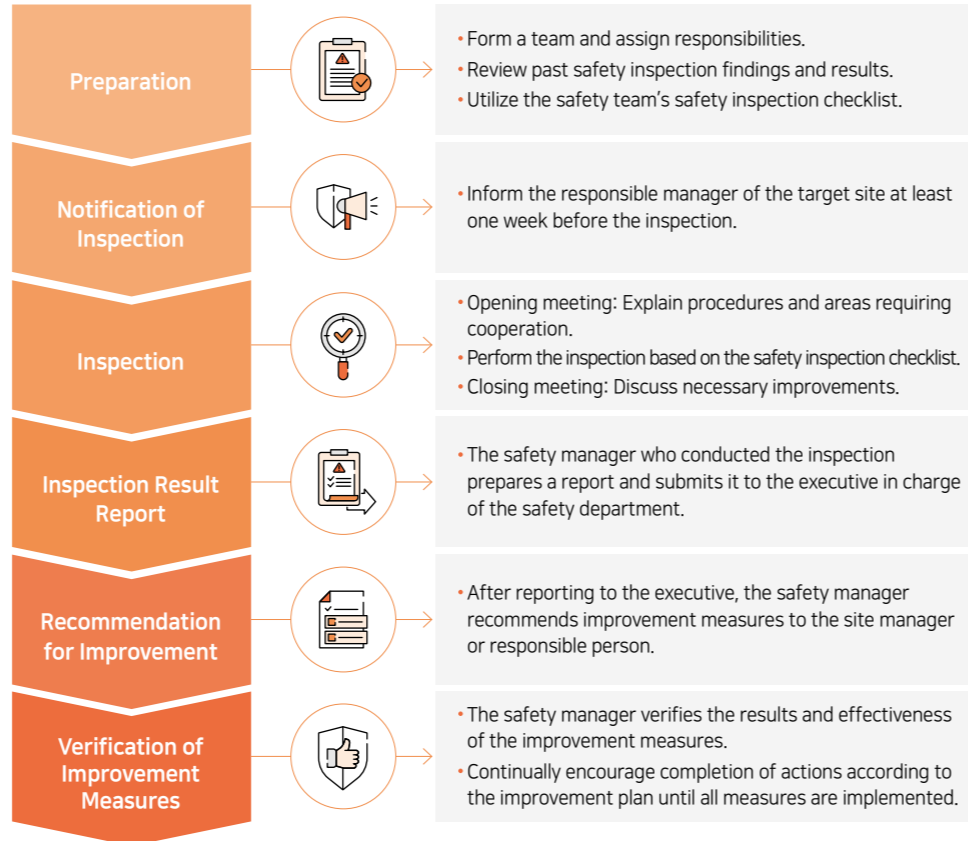 Preparation
• Form a team and assign responsibilities.
• Review past safety inspection findings and results.
• Utilize the safety team's safety inspection checklist.
Notification of
Inspection
• Inform the responsible manager of the target site at least
one week before the inspection.
Inspection
• Opening meeting: Explain procedures and areas requiring
cooperation.
• Perform the inspection based on the safety inspection checklist.
• Closing meeting: Discuss necessary improvements.
Inspection Result
Report
• The safety manager who conducted the inspection
prepares a report and submits it to the executive in charge
of the safety department.
Recommendation
for Improvement
• After reporting to the executive, the safety manager
recommends improvement measures to the site manager
or responsible person.
Verification of
Improvement
Measures
• The safety manager verifies the results and effectiveness
of the improvement measures.
• Continually encourage completion of actions according to
the improvement plan until all measures are implemented.